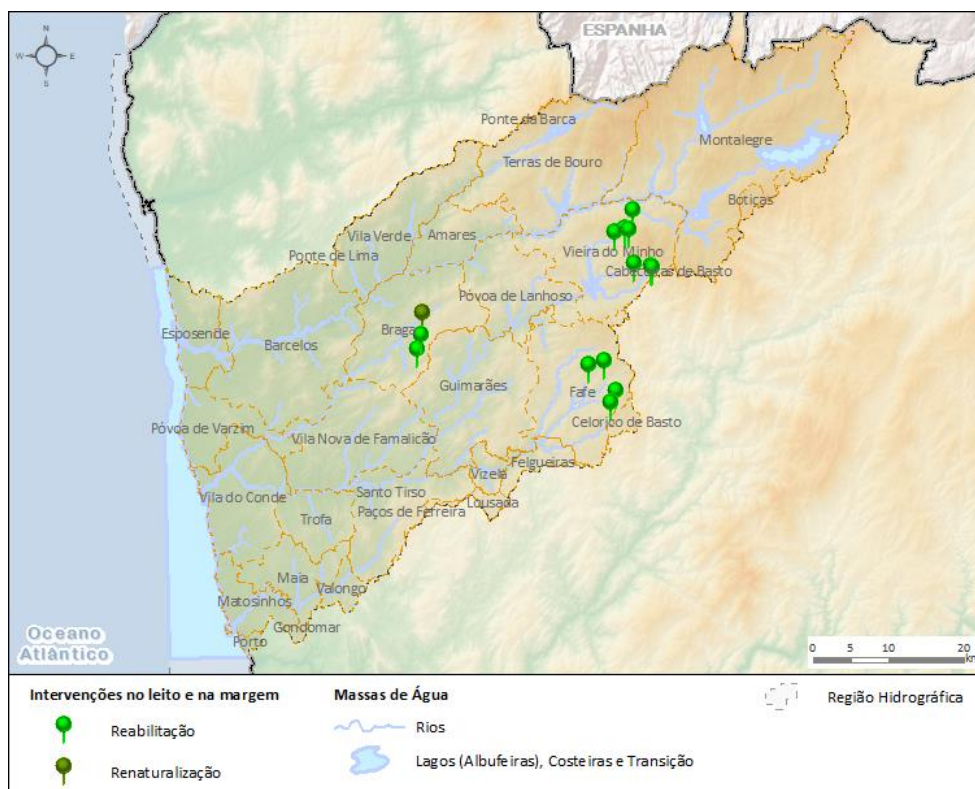 N
W
E
S
ESPANHA
Ponte da Barca
Montalegre
Terras de Bouro
Boticas
Vila Verde
Amares
Ponte de Lima
Vieira do Minho
Cabeceiras de Basto
Póvoa de Lanhoso
Esposende
Braga
Barcelos
Guimarães
Fafe
Póvoa de Varzim
Celorico de Basto
Vila Nova de Famalicão
Felgueiras
Vizela
Vila do Conde
Santo Tirso
Lousada
Paços de Ferreira
Trofa
Maia
Valongo
Matosinhos
Gondomar
Porto
Oceano
Atlântico
0 5 10 20
km
Intervenções no leito e na margem
Massas de Água
Região Hidrográfica
Reabilitação
Rios
Renaturalização
Lagos (Albufeiras), Costeiras e Transição